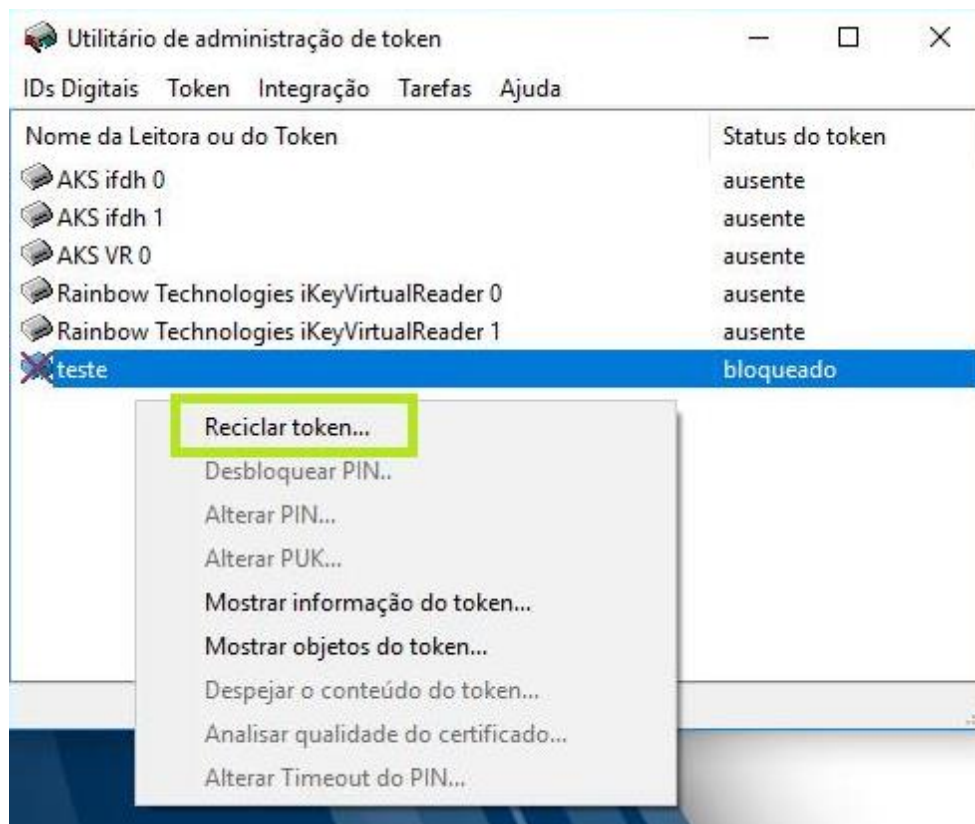 Utilitário de administração de token
IDs Digitais Token Integração Tarefas Ajuda
Nome da Leitora ou do Token Status do token
AKS ifdh 0 ausente
AKS ifdh 1 ausente
AKS VR 0 ausente
Rainbow Technologies iKeyVirtualReader 0 ausente
Rainbow Technologies iKeyVirtualReader 1 ausente
teste bloqueado
Reciclar token...
Desbloquear PIN..
Alterar PIN...
Alterar PUK...
Mostrar informação do token...
Mostrar objetos do token...
Despejar o conteúdo do token...
Analisar qualidade do certificado...
Alterar Timeout do PIN...